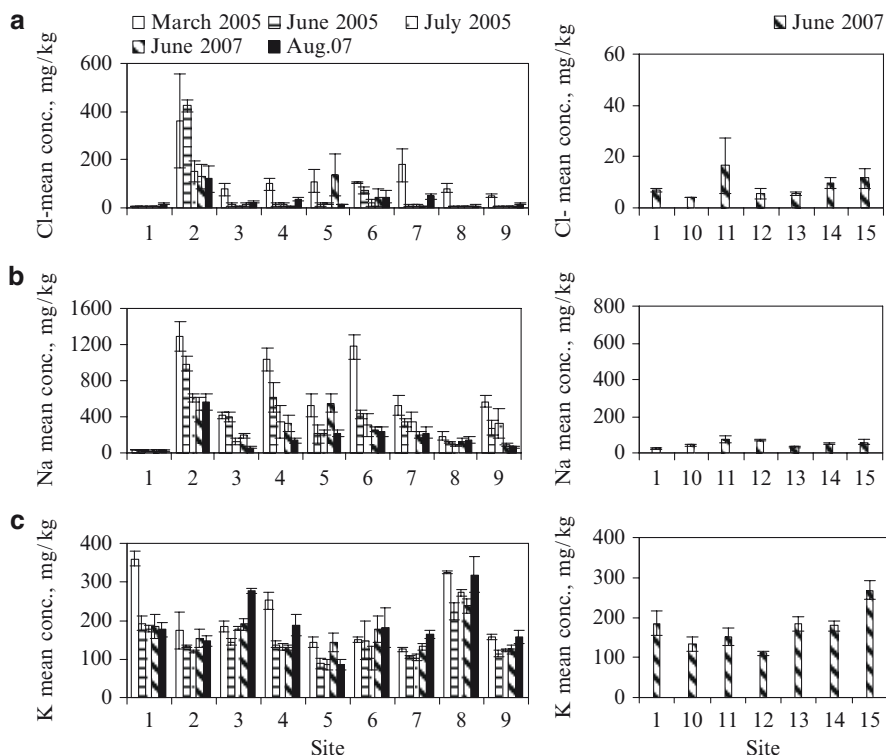 a
March 2005 June 2005 July 2005
June 2007 Aug.07
June 2007
Cl-mean conc., mg/kg
600
400
200
0
1 2 3 4 5 6 7 8 9
Cl- mean conc., mg/kg
60
40
20
0
1 10 11 12 13 14 15
b
Na mean conc., mg/kg
1600
1200
800
400
0
1 2 3 4 5 6 7 8 9
Na mean conc., mg/kg
800
600
400
200
0
1 10 11 12 13 14 15
c
K mean conc., mg/kg
400
300
200
100
0
1 2 3 4 5 6 7 8 9
Site
K mean conc., mg/kg
400
300
200
100
0
1 10 11 12 13 14 15
Site